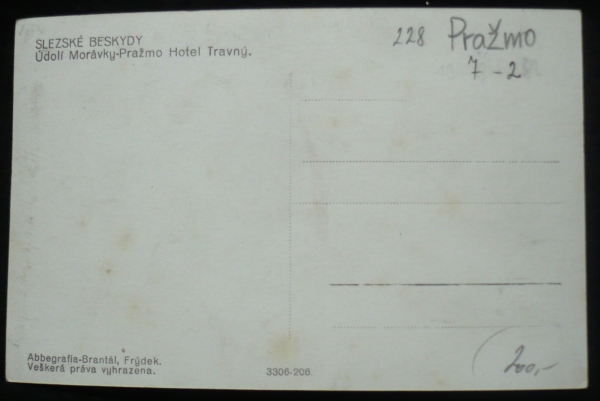 SLEZSKÉ BESKYDY
Údolí Morávky-Pražmo Hotel Travný.
228 Pražmo
7-2
Abbegrafia-Brantál, Frýdek.
Veškerá práva vyhrazena.
3306-206.
200,-